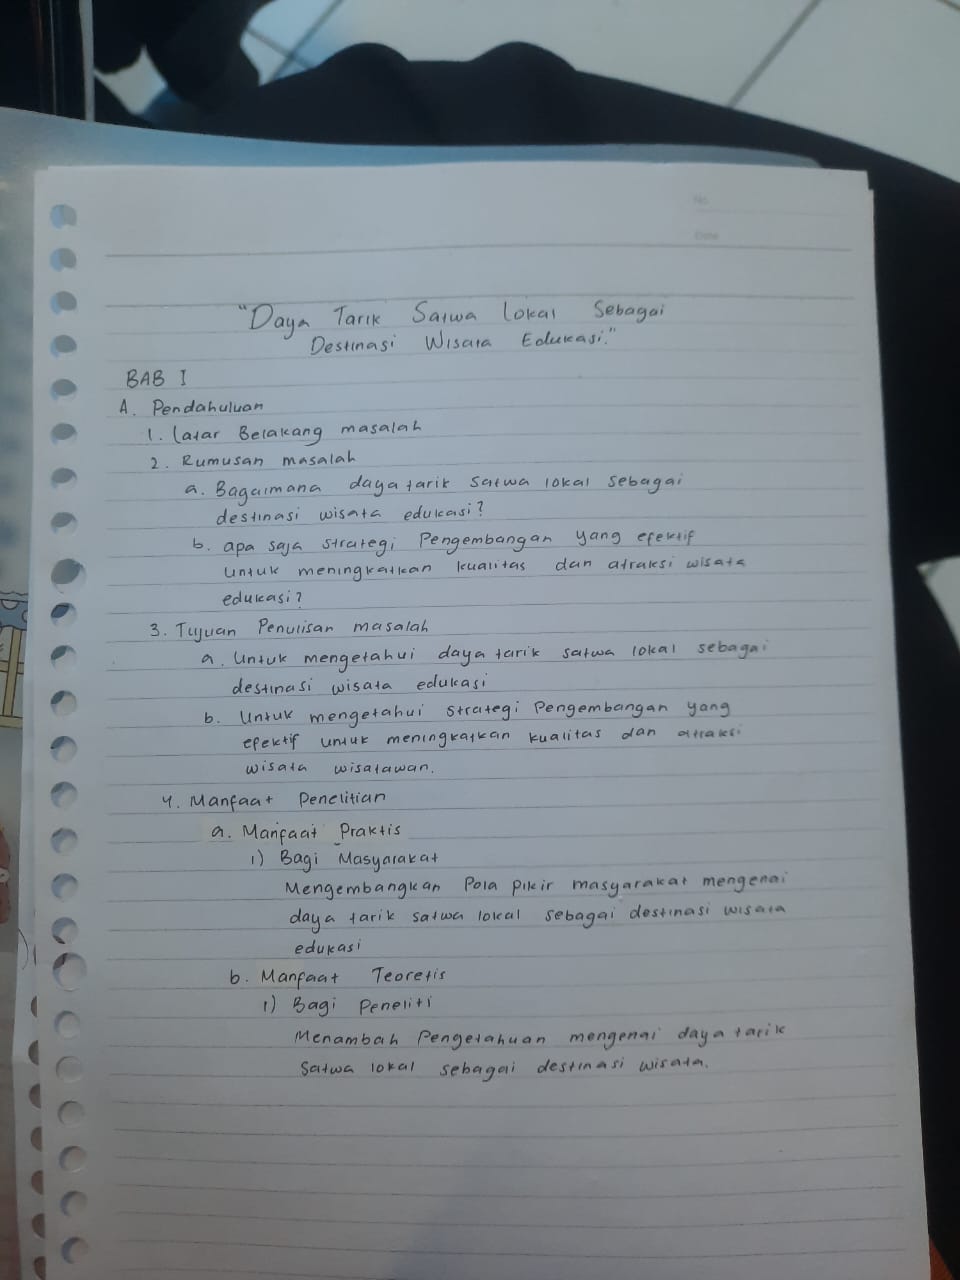 No.
Date
"Daya Tarik Satwa Lokal Sebagai
Destinasi Wisata Edukasi."
BAB I
A. Pendahuluan
1. Latar Belakang masalah
2. Rumusan masalah
a. Bagaimana daya tarik satwa lokal sebagai
destinasi wisata edukasi?
b. apa saja strategi Pengembangan yang efektif
untuk meningkatkan kualitas dan atraksi wisata
edukasi?
3. Tujuan Penulisan masalah
a. Untuk mengetahui daya tarik satwa lokal sebagai
destinasi wisata edukasi
b. Untuk mengetahui strategi Pengembangan yang
efektif untuk meningkatkan kualitas dan atraksi
wisata wisatawan.
4. Manfaat Penelitian
a. Manfaat Praktis
1) Bagi Masyarakat
Mengembangkan Pola pikir masyarakat mengenai
daya tarik satwa lokal sebagai destinasi wisata
edukasi
b. Manfaat Teoretis
1) Bagi Peneliti
Menambah Pengetahuan mengenai daya tarik
Satwa lokal sebagai destinasi wisata.